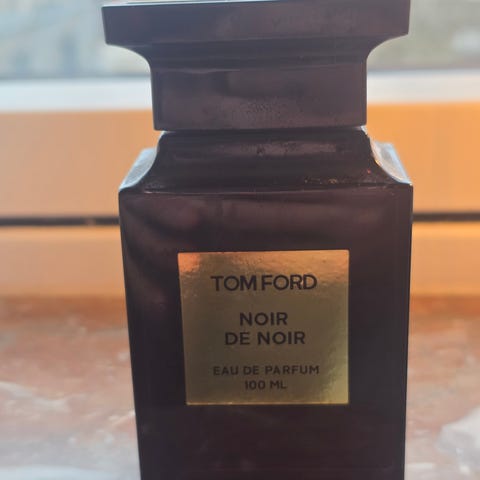 TOM FORD
NOIR
DE NOIR
EAU DE PARFUM
100 ML